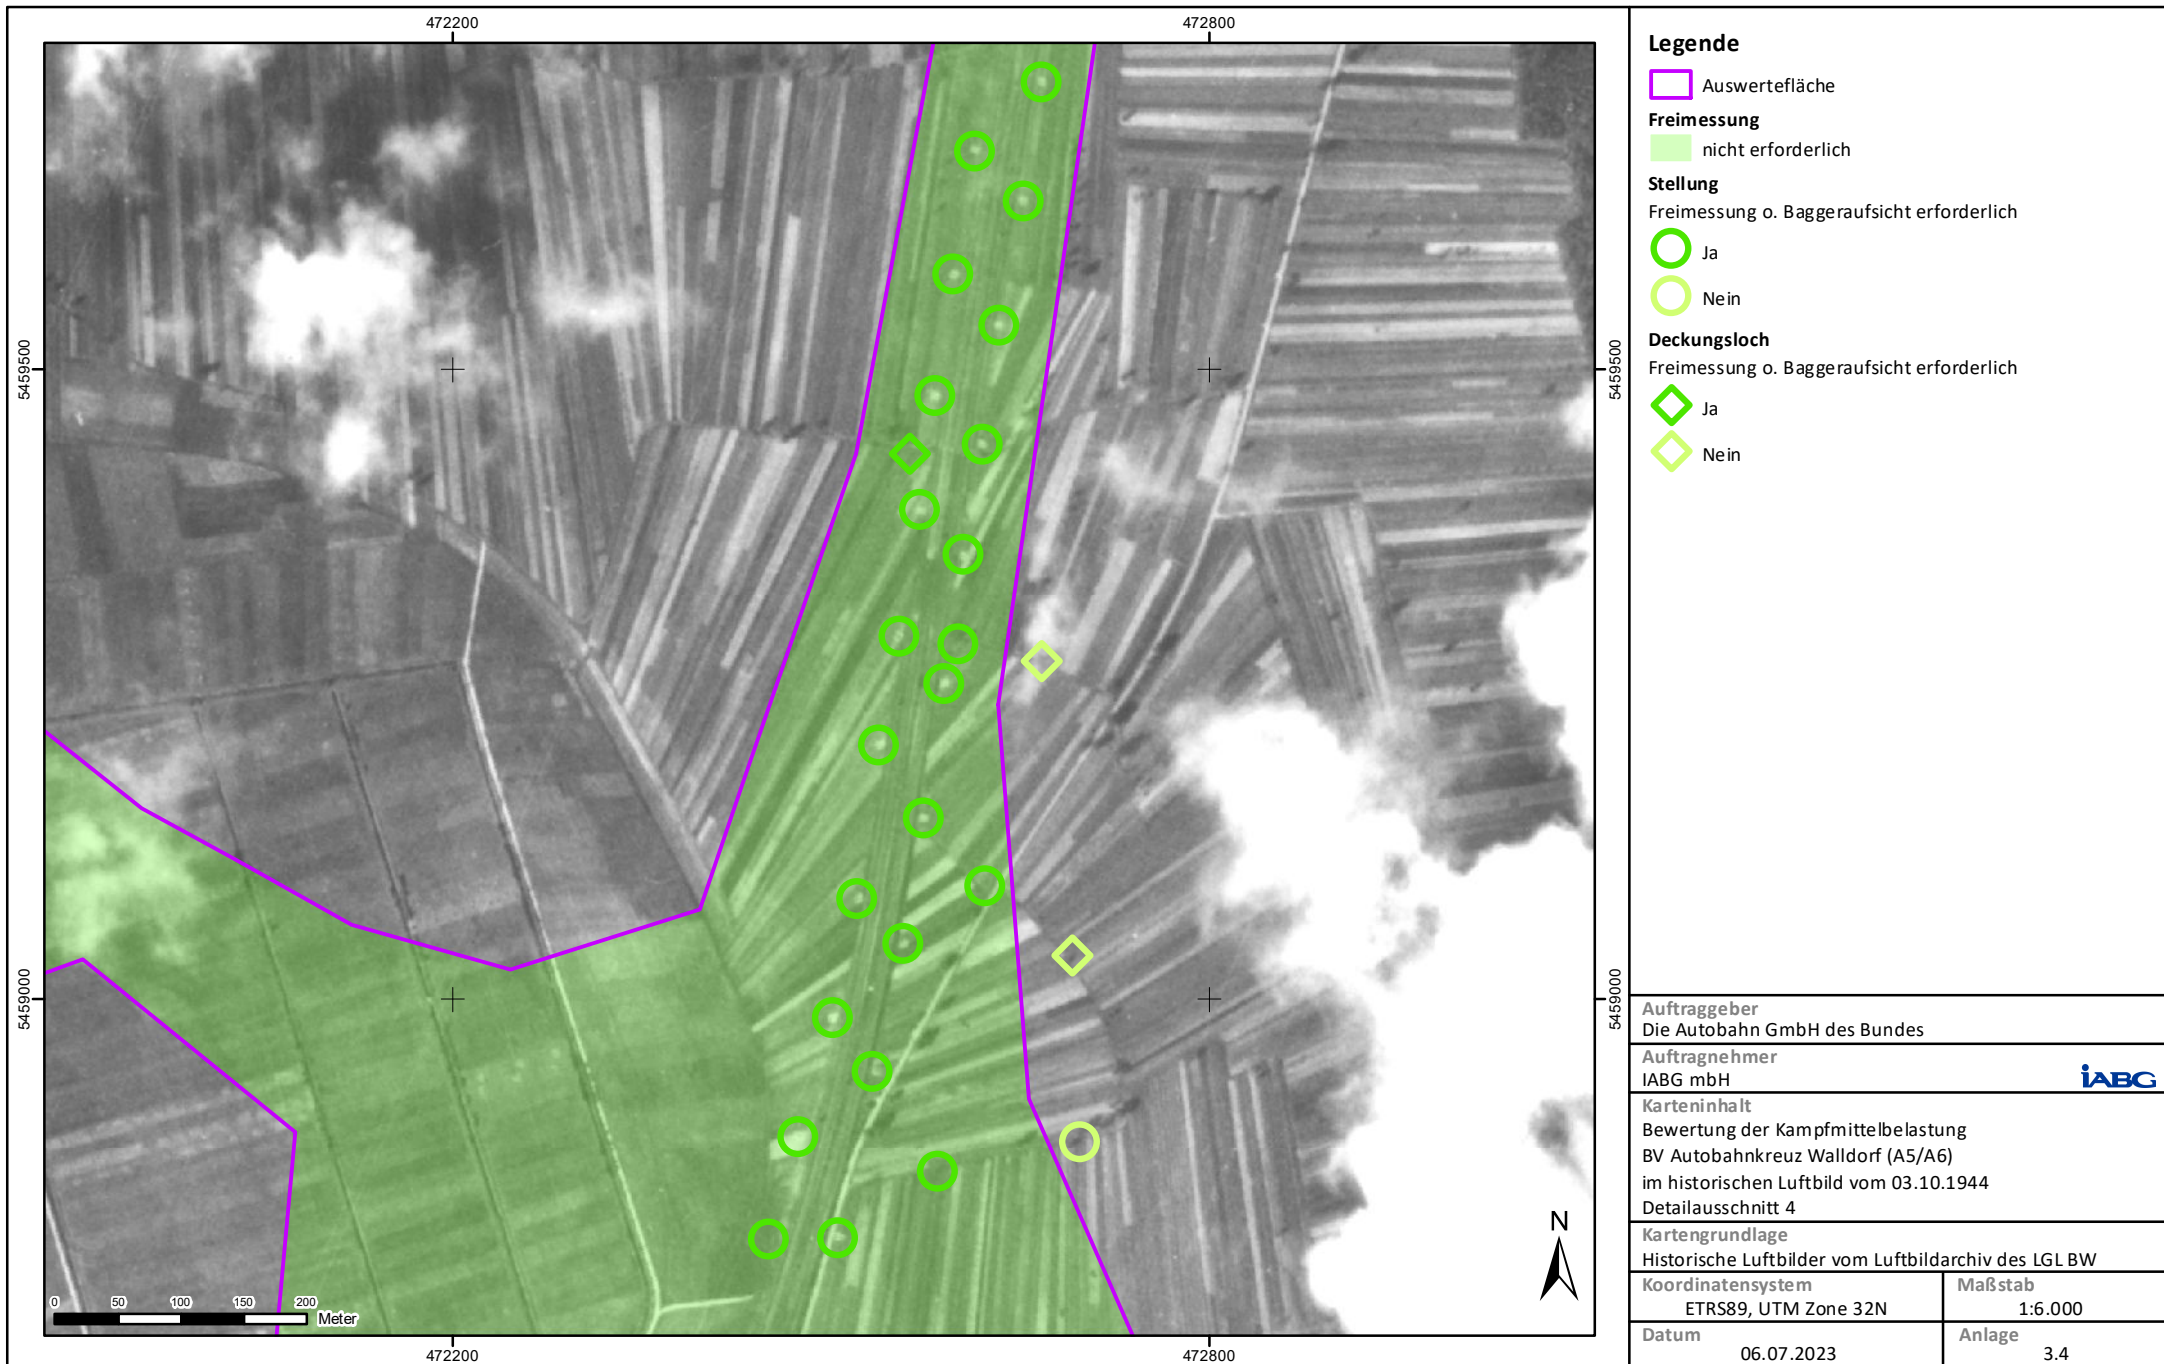 472200
472800
5459500
5459500
5459000
5459000
0 50 100 150 200
Meter
N
472200
472800
Legende
Auswertefläche
Freimessung
nicht erforderlich
Stellung
Freimessung o. Baggeraufsicht erforderlich
Ja
Nein
Deckungsloch
Freimessung o. Baggeraufsicht erforderlich
Ja
Nein
Auftraggeber
Die Autobahn GmbH des Bundes
Auftragnehmer
IABG mbH
iABG
Karteninhalt
Bewertung der Kampfmittelbelastung
BV Autobahnkreuz Walldorf (A5/A6)
im historischen Luftbild vom 03.10.1944
Detailausschnitt 4
Kartengrundlage
Historische Luftbilder vom Luftbildarchiv des LGL BW
Koordinatensystem
ETRS89, UTM Zone 32N
Maßstab
1:6.000
Datum
06.07.2023
Anlage
3.4